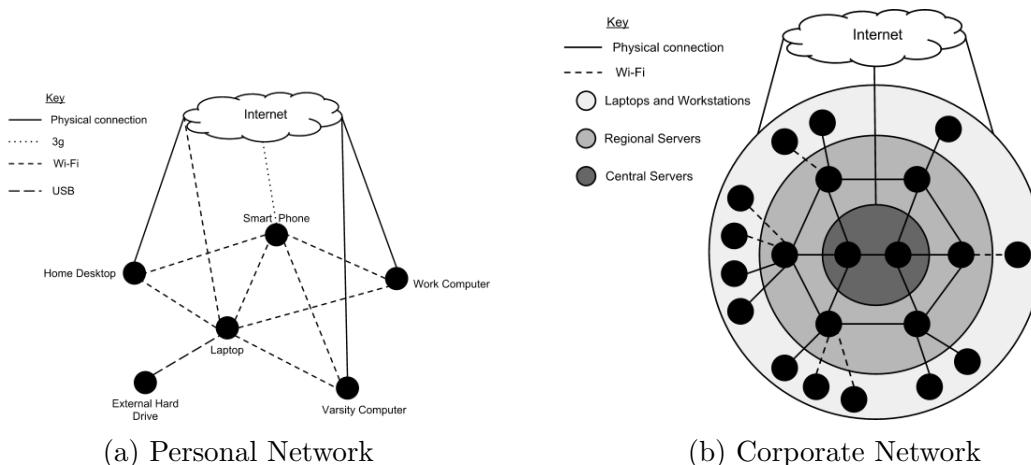 Key
Physical connection
3g
Wi-Fi
USB
Internet
Smart Phone
Home Desktop
Work Computer
Laptop
External Hard
Drive
Varsity Computer
(a) Personal Network
Key
Physical connection
Wi-Fi
Laptops and Workstations
Regional Servers
Central Servers
Internet
(b) Corporate Network